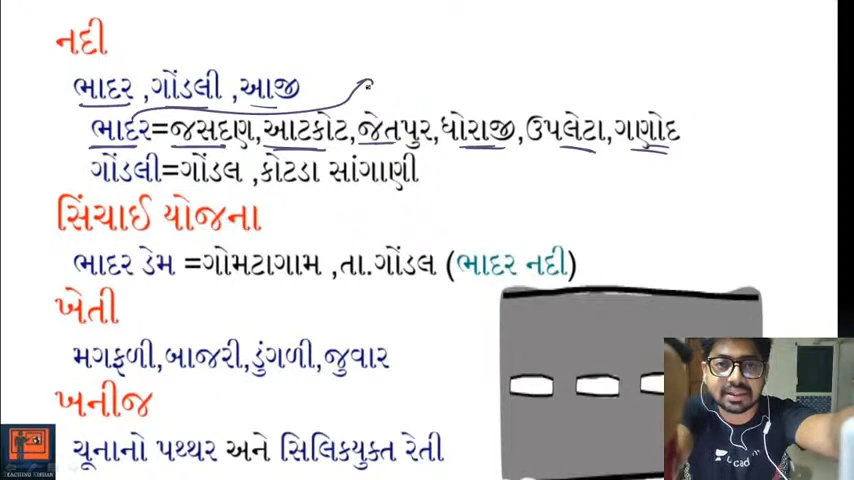 નદી
ભાદર ,ગોંડલી ,આજી
ભાદર=જસદણ,આટકોટ,જેતપુર,ધોરાજી,ઉપલેટા,ગણોદ
ગોંડલી=ગોંડલ ,કોટડા સાંગાણી
સિંચાઈ યોજના
ભાદર ડેમ =ગોમટાગામ ,તા.ગોંડલ (ભાદર નદી)
ખેતી
મગફળી,બાજરી,ડુંગળી,જુવાર
ખનીજ
ચૂનાનો પથ્થર અને સિલિકયુક્ત રેતી